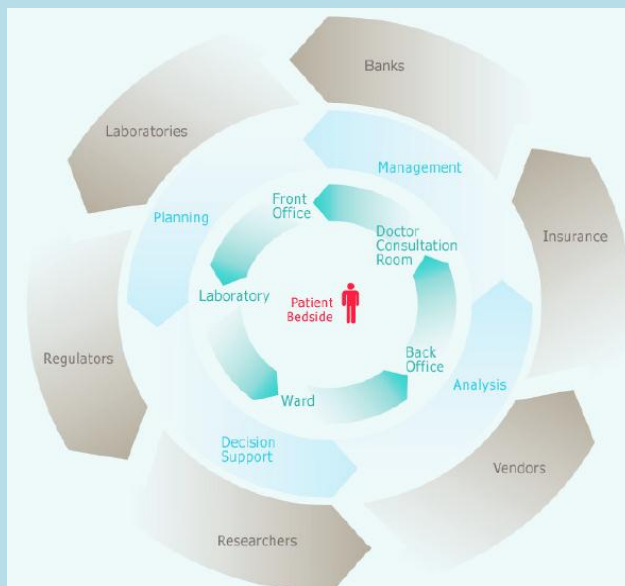 Banks
Laboratories
Management
Front
Office
Planning
Doctor
Consultation
Room
Insurance
Laboratory
Patient
Bedside
Regulators
Back
Office
Analysis
Ward
Decision
Support
Vendors
Researchers